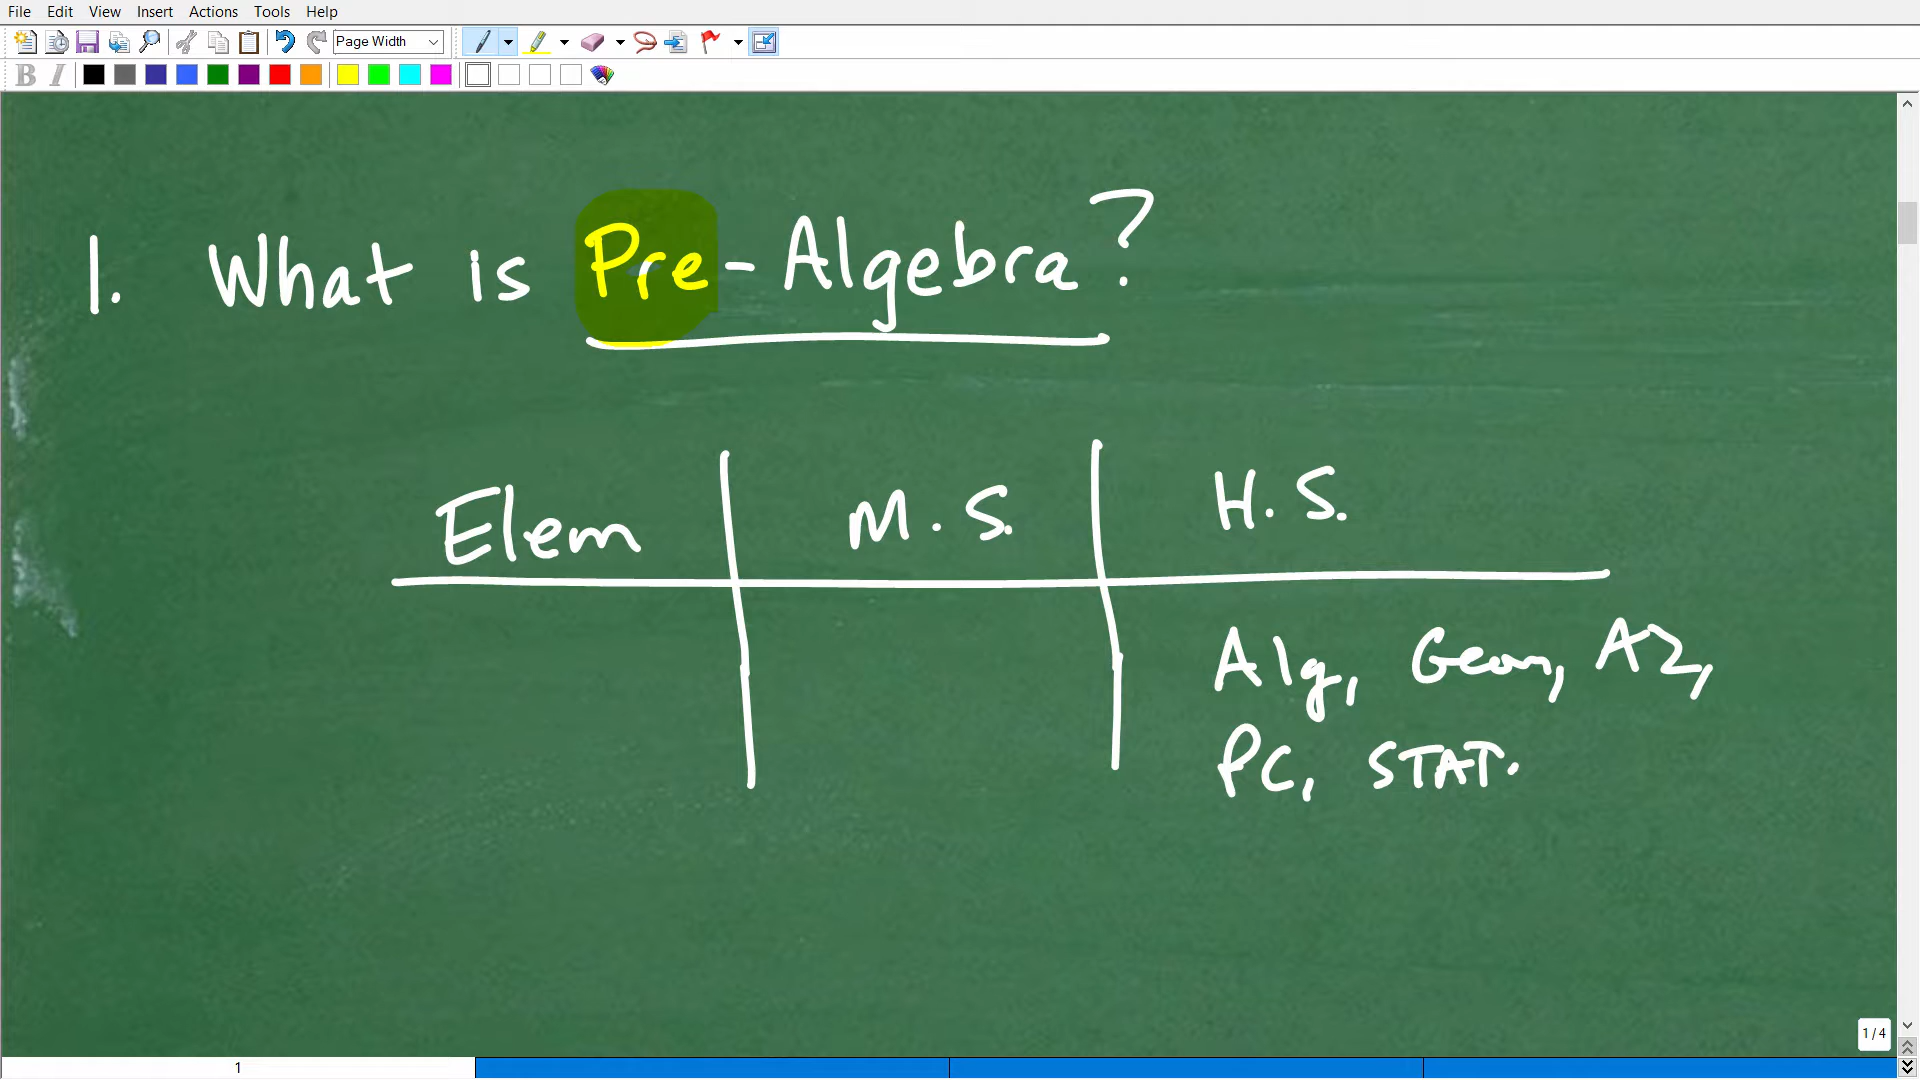 File Edit View Insert Actions Tools Help
Page Width
B I
1. What is Pre-Algebra?
Elem M.S. H.S.
Alg, Geom, A2,
PC, STAT.
1 / 4
1